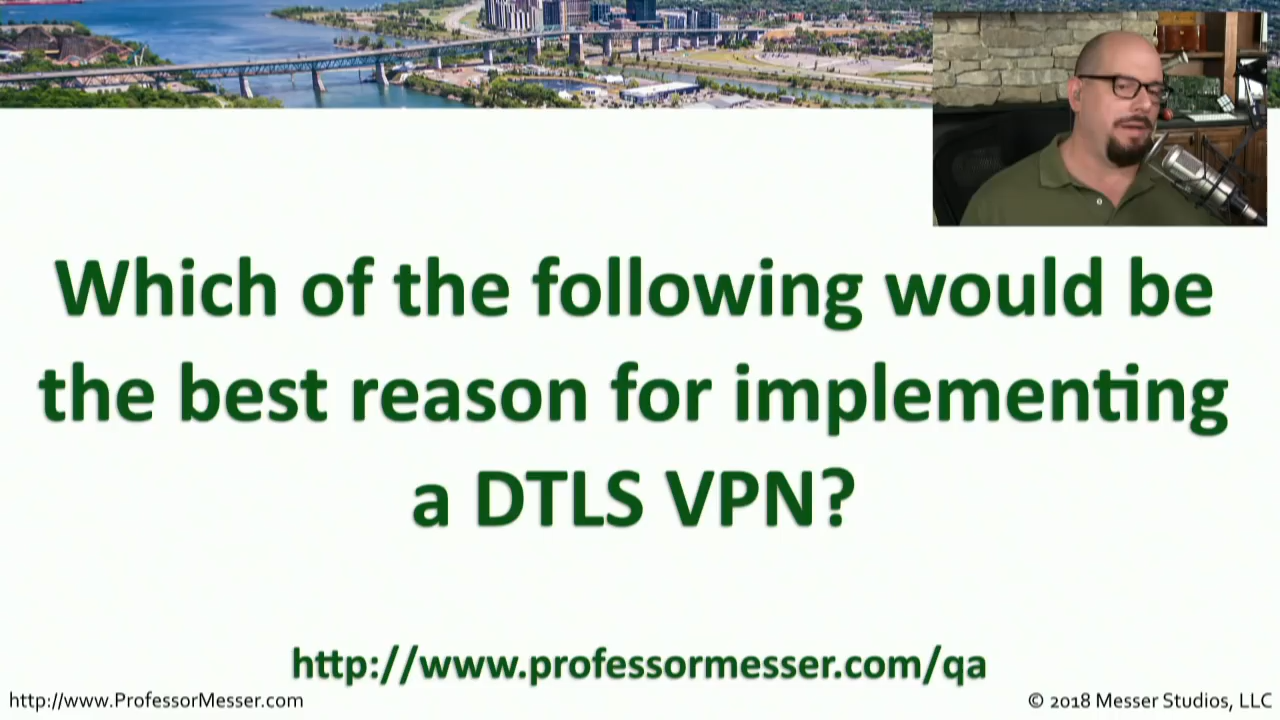 Which of the following would be
the best reason for implementing
a DTLS VPN?
http://www.professormesser.com/qa
http://www.ProfessorMesser.com
© 2018 Messer Studios, LLC